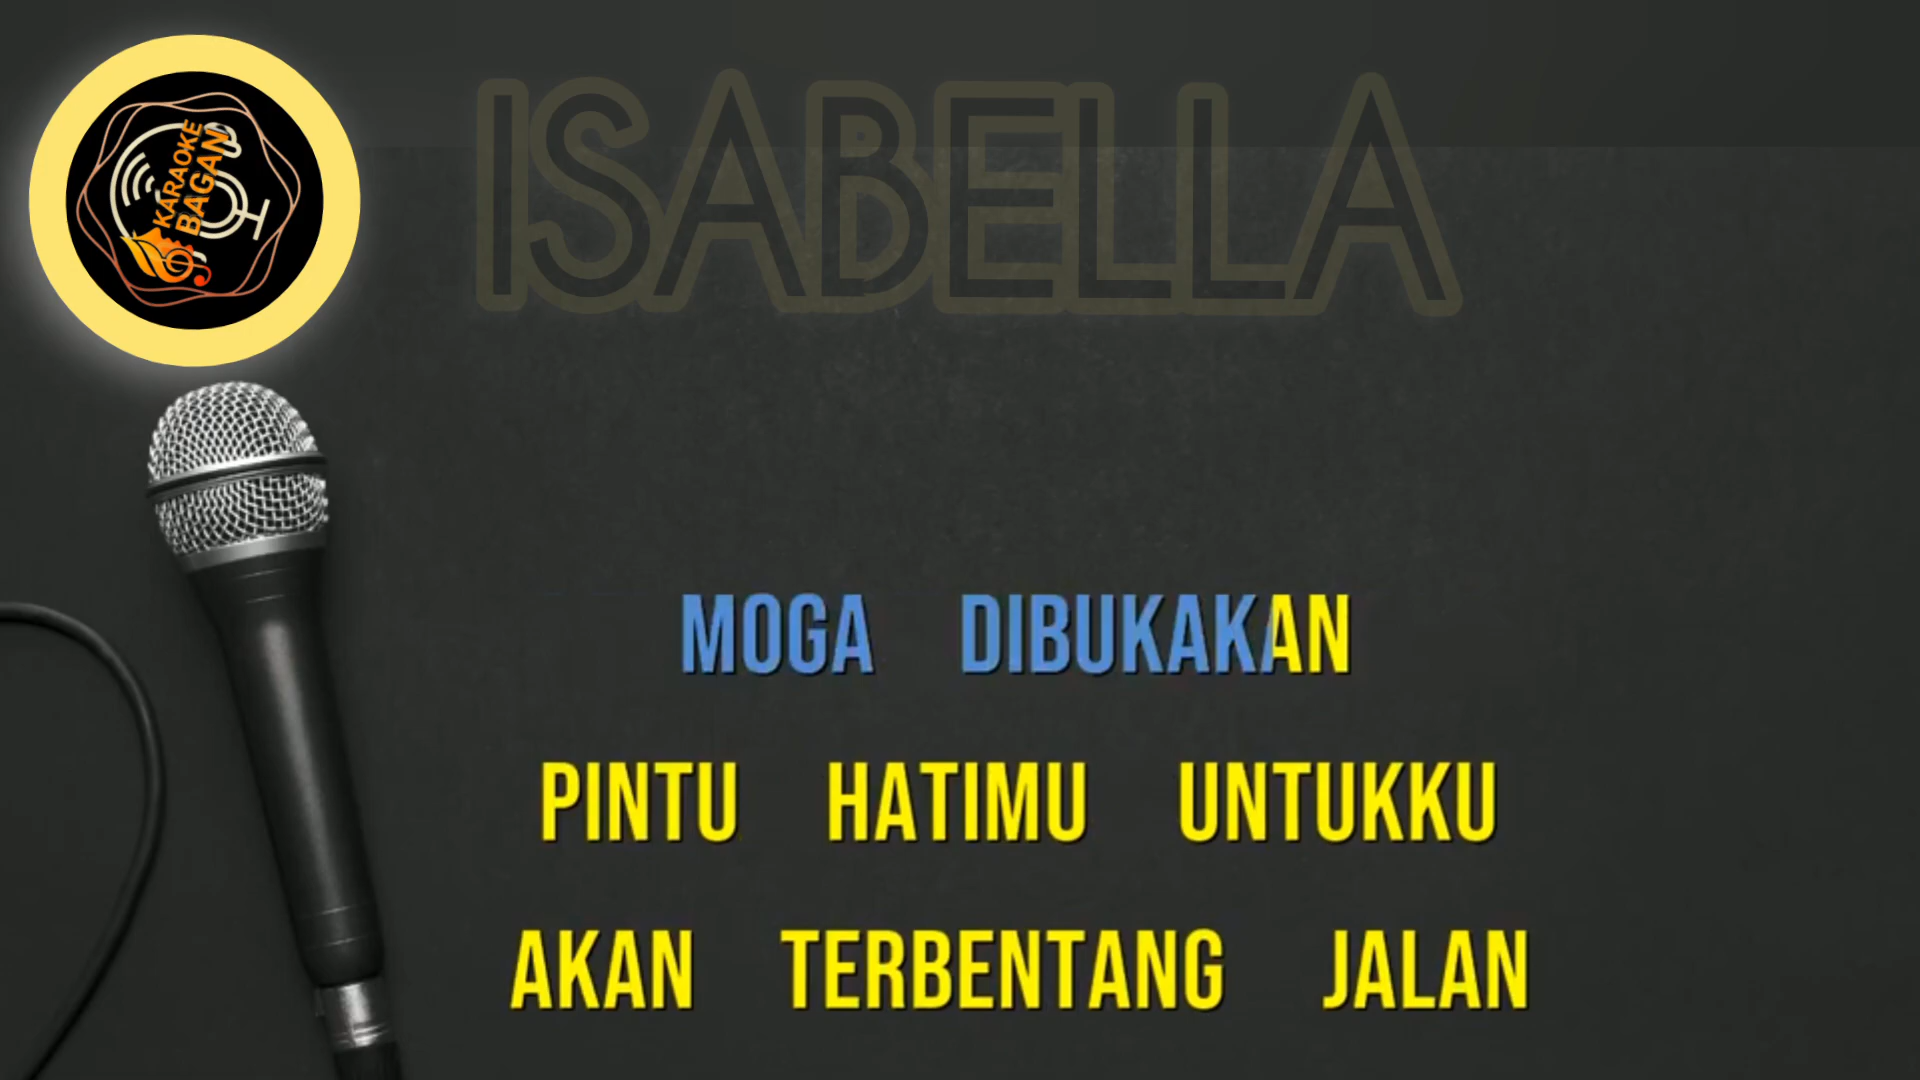 KARAOKE
BAGAN
ISABELLA
MOGA DIBUKAKAN
PINTU HATIMU UNTUKKU
AKAN TERBENTANG JALAN